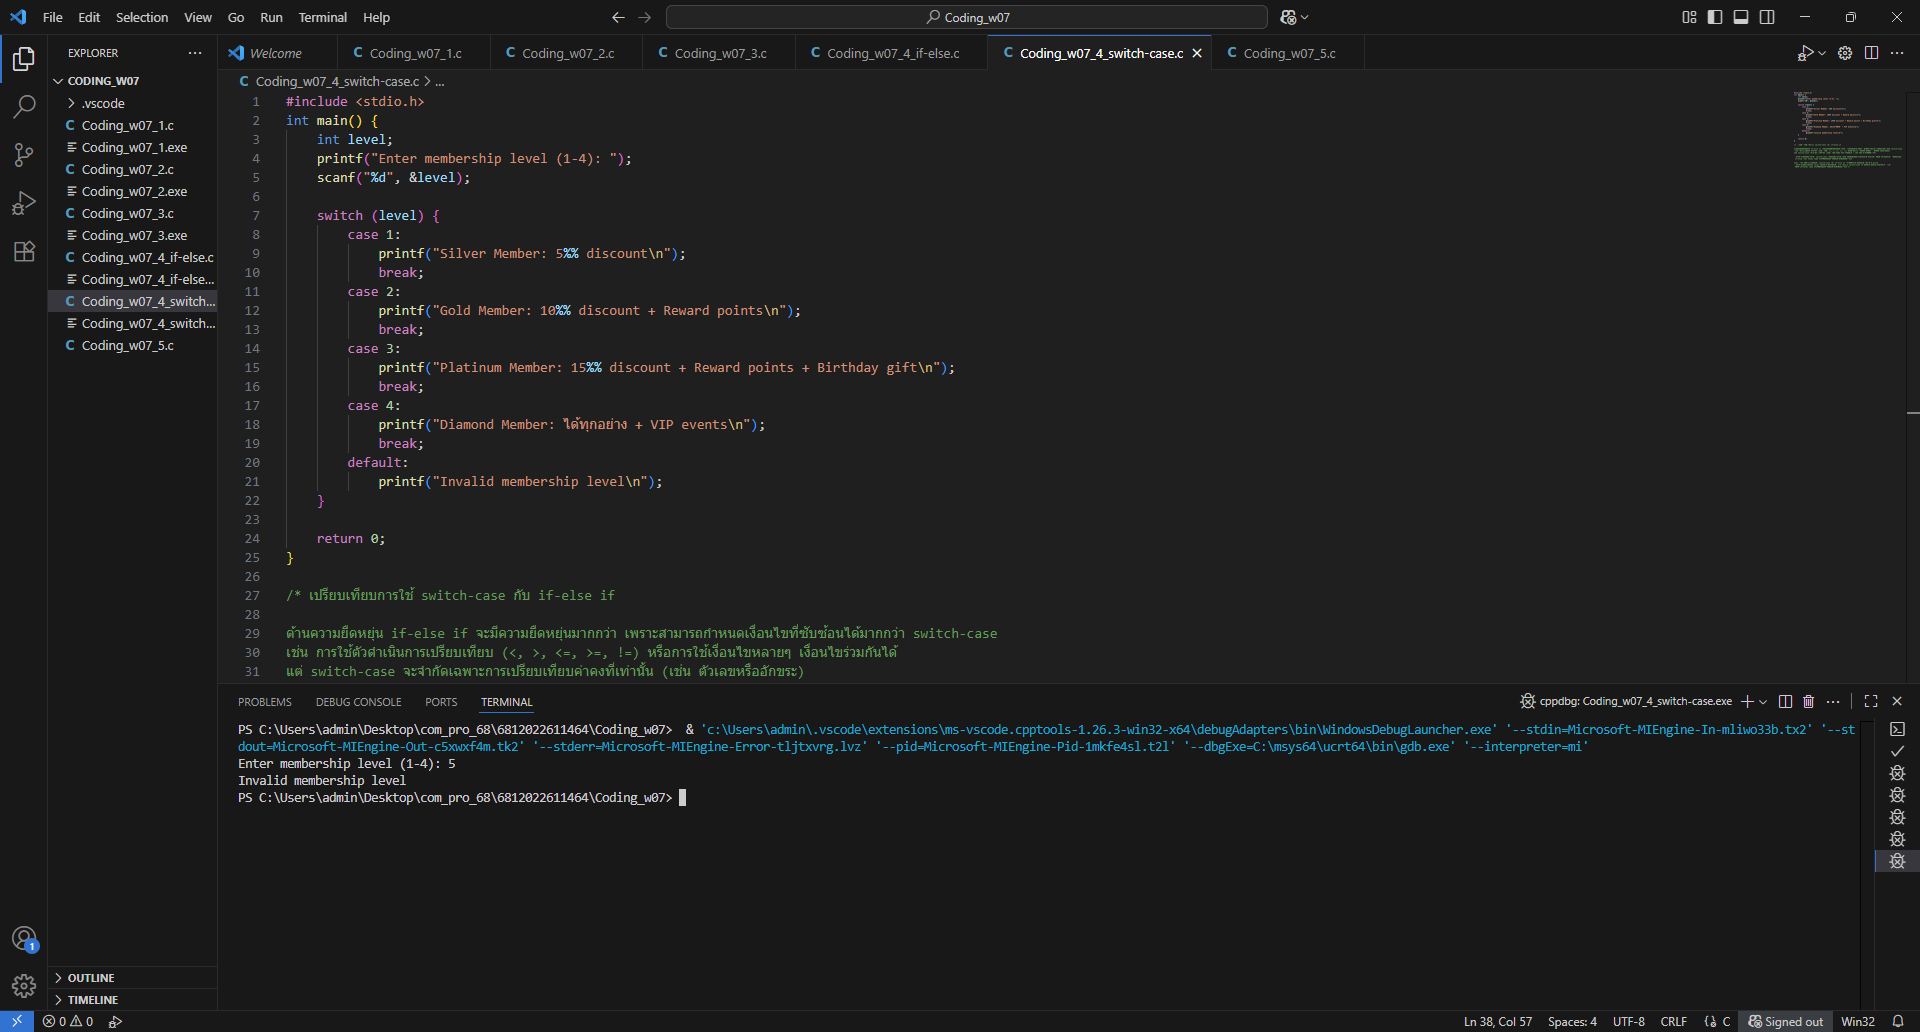 File Edit Selection View Go Run Terminal Help
Coding_w07
EXPLORER
Welcome
Coding_w07_1.c
Coding_w07_2.c
Coding_w07_3.c
Coding_w07_4_if-else.c
Coding_w07_4_switch-case.c
Coding_w07_5.c
CODING_W07
.vscode
Coding_w07_1.c
Coding_w07_1.exe
Coding_w07_2.c
Coding_w07_2.exe
Coding_w07_3.c
Coding_w07_3.exe
Coding_w07_4_if-else.c
Coding_w07_4_if-else...
Coding_w07_4_switch...
Coding_w07_4_switch...
Coding_w07_5.c
OUTLINE
TIMELINE
Coding_w07_4_switch-case.c > ...
1 #include <stdio.h>
2 int main() {
3 int level;
4 printf("Enter membership level (1-4): ");
5 scanf("%d", &level);
6
7 switch (level) {
8 case 1:
9 printf("Silver Member: 5%% discount\n");
10 break;
11 case 2:
12 printf("Gold Member: 10%% discount + Reward points\n");
13 break;
14 case 3:
15 printf("Platinum Member: 15%% discount + Reward points + Birthday gift\n");
16 break;
17 case 4:
18 printf("Diamond Member: ได้ทุกอย่าง + VIP events\n");
19 break;
20 default:
21 printf("Invalid membership level\n");
22 }
23
24 return 0;
25 }
26
27 /* เปรียบเทียบการใช้ switch-case กับ if-else if
28
29 ด้านความยืดหยุ่น if-else if จะมีความยืดหยุ่นมากกว่า เพราะสามารถกำหนดเงื่อนไขที่ซับซ้อนได้มากกว่า switch-case
30 เช่น การใช้ตัวดำเนินการเปรียบเทียบ (<, >, <=, >=, !=) หรือการใช้เงื่อนไขหลายๆ เงื่อนไขร่วมกันได้
31 แต่ switch-case จะจำกัดเฉพาะการเปรียบเทียบค่าคงที่เท่านั้น (เช่น ตัวเลขหรืออักขระ)
PROBLEMS DEBUG CONSOLE PORTS TERMINAL
cppdbg: Coding_w07_4_switch-case.exe
PS C:\Users\admin\Desktop\com_pro_68\6812022611464\Coding_w07> & 'c:\Users\admin\.vscode\extensions\ms-vscode.cpptools-1.26.3-win32-x64\debugAdapters\bin\WindowsDebugLauncher.exe' '--stdin=Microsoft-MIEngine-In-mliwo33b.tx2' '--st
dout=Microsoft-MIEngine-Out-c5xwxf4m.tk2' '--stderr=Microsoft-MIEngine-Error-tljtxvrg.lvz' '--pid=Microsoft-MIEngine-Pid-1mkfe4sl.t2l' '--dbgExe=C:\msys64\ucrt64\bin\gdb.exe' '--interpreter=mi'
Enter membership level (1-4): 5
Invalid membership level
PS C:\Users\admin\Desktop\com_pro_68\6812022611464\Coding_w07>
1
0 0
Ln 38, Col 57 Spaces: 4 UTF-8 CRLF {} C Signed out Win32